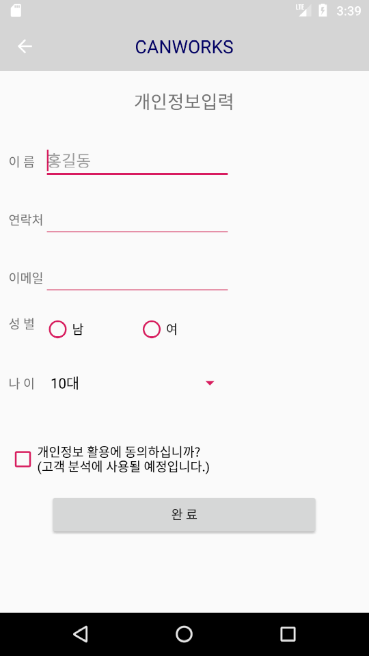 3:39
CANWORKS
개인정보입력
이 름 홍길동
연락처
이메일
성 별 남 여
나 이 10대
개인정보 활용에 동의하십니까?
(고객 분석에 사용될 예정입니다.)
완 료